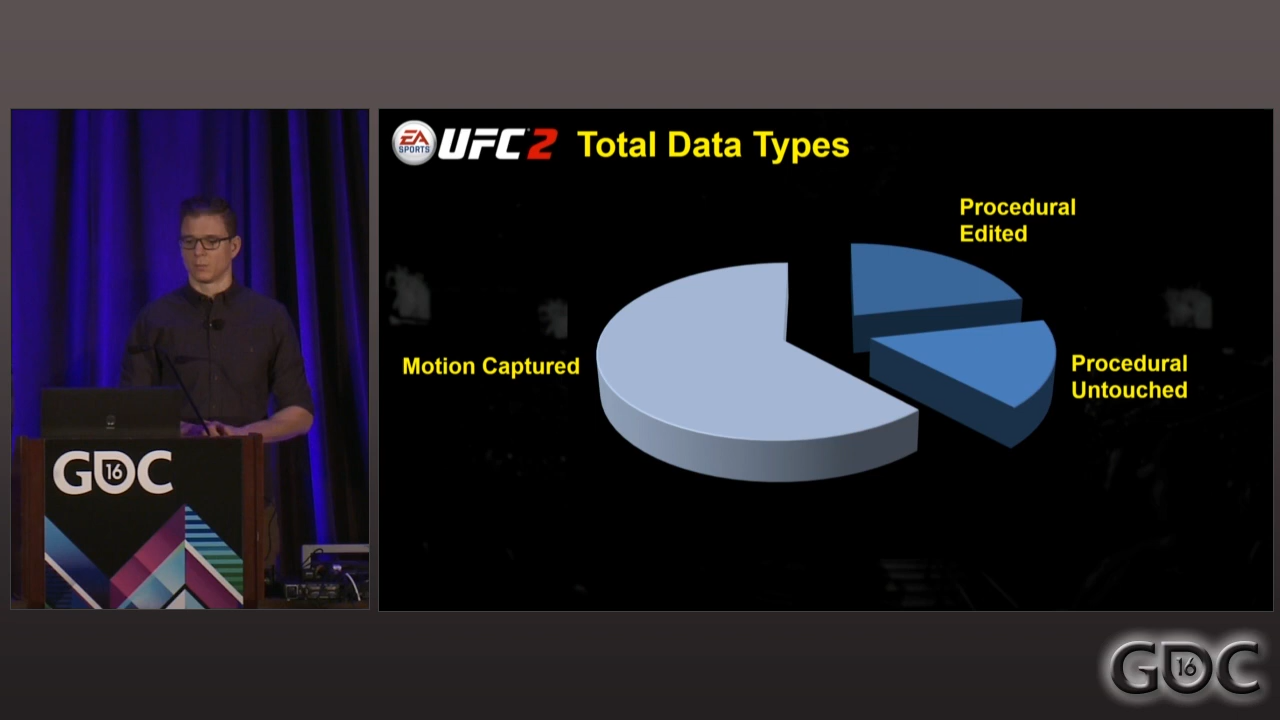 EA
SPORTS
UFC 2
Total Data Types
Procedural
Edited
Motion Captured
Procedural
Untouched
GDC
16
GDC
16